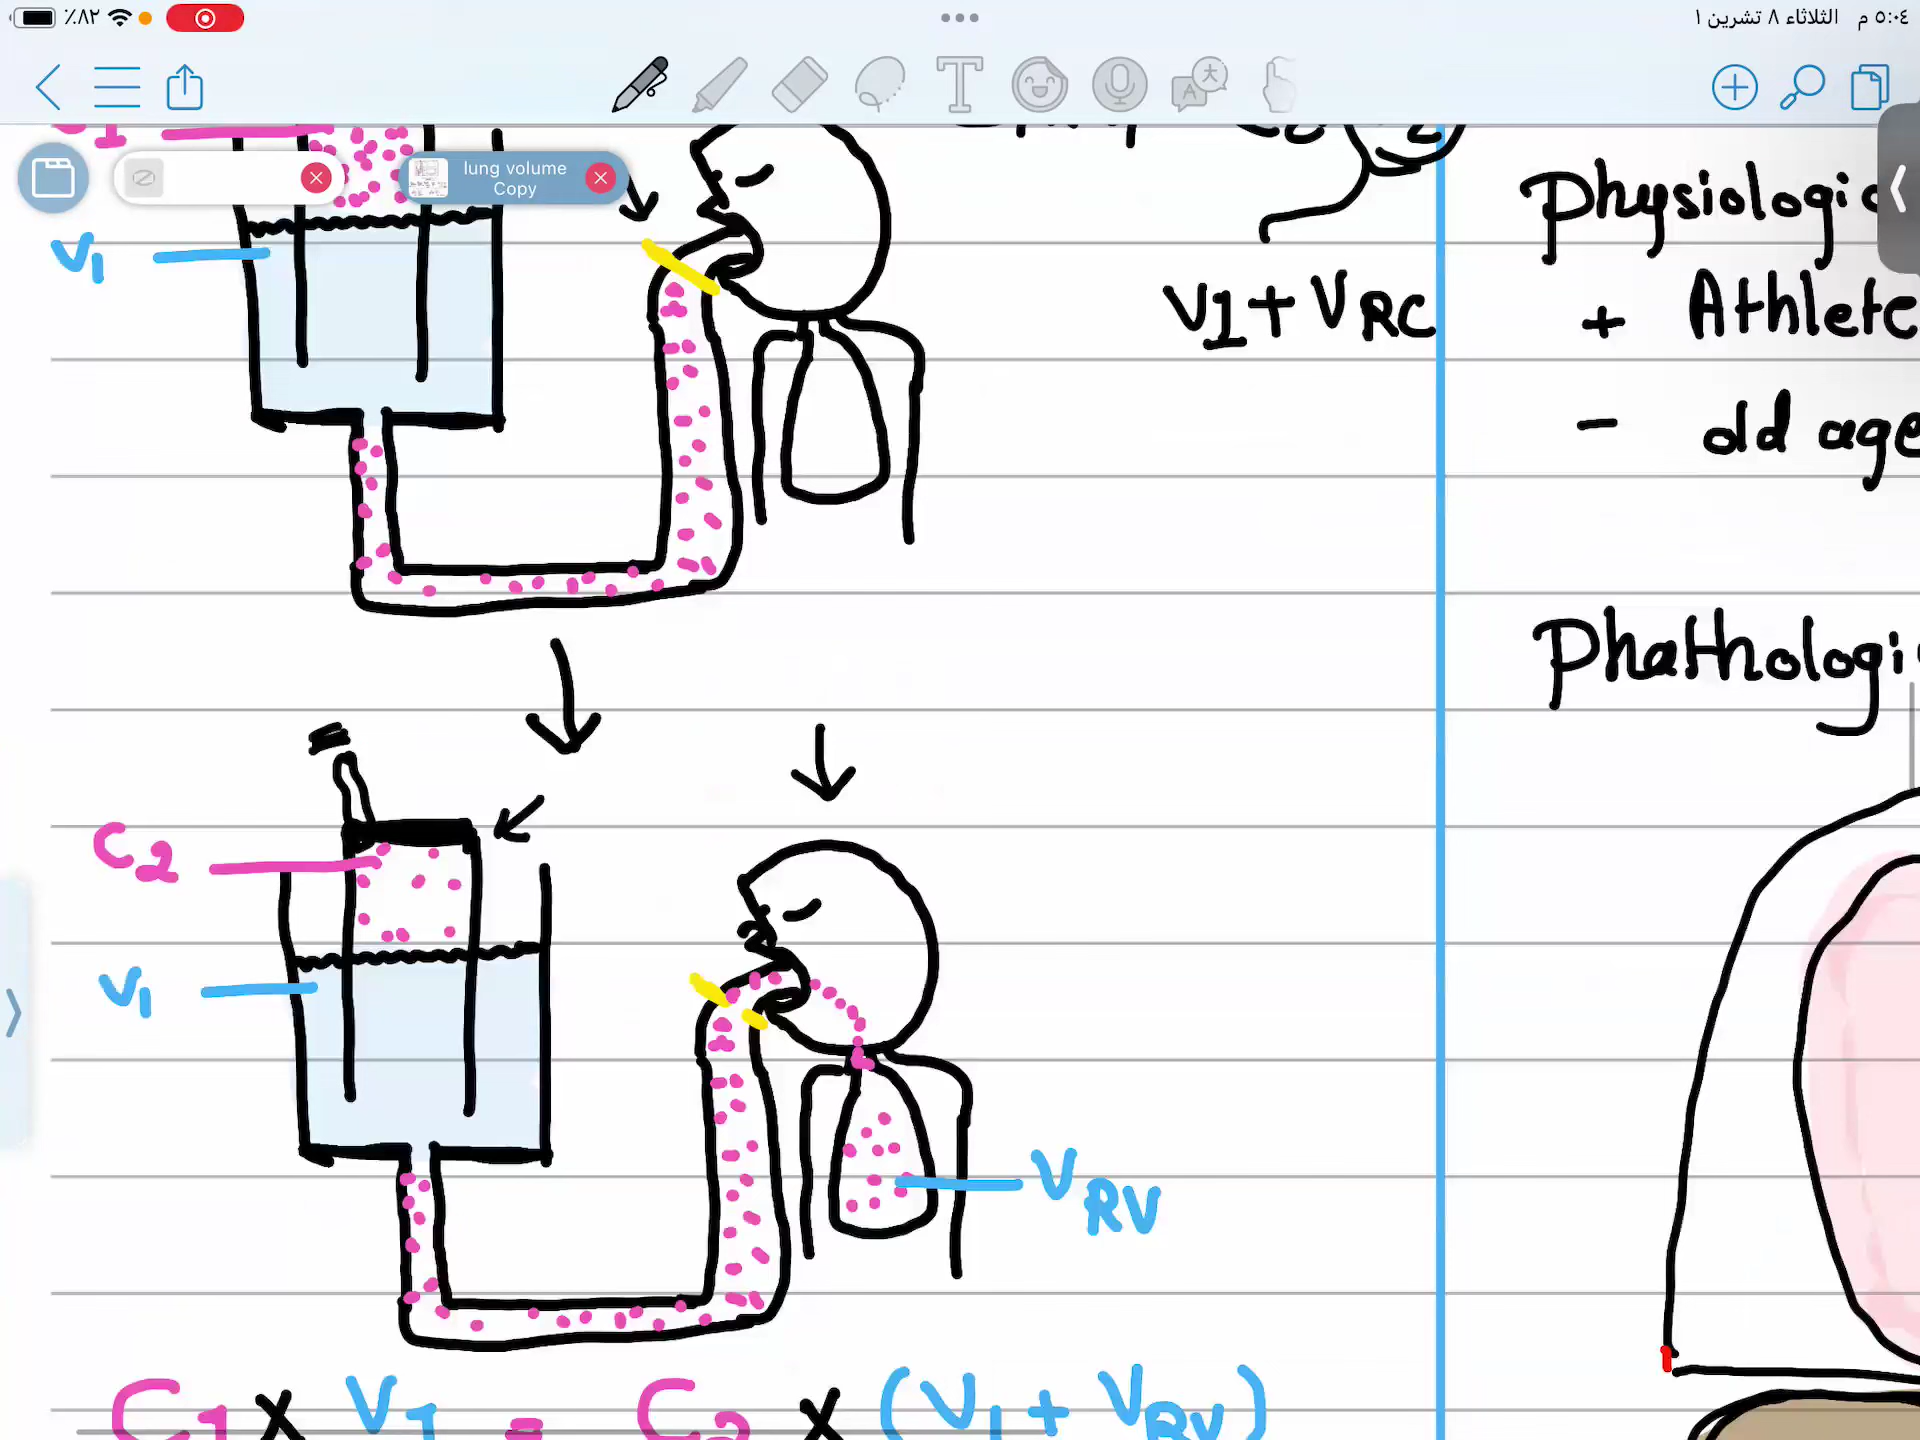 ٪٨٢
٥:٠٤ م الثلاثاء ٨ تشرين ١
lung volume
Copy
V1
V1 + VRC
Physiologic
+ Athlete
- old age
Phathologi
C2
V1
VRV
C1 x V1 = C2 x (V1 + VRV)